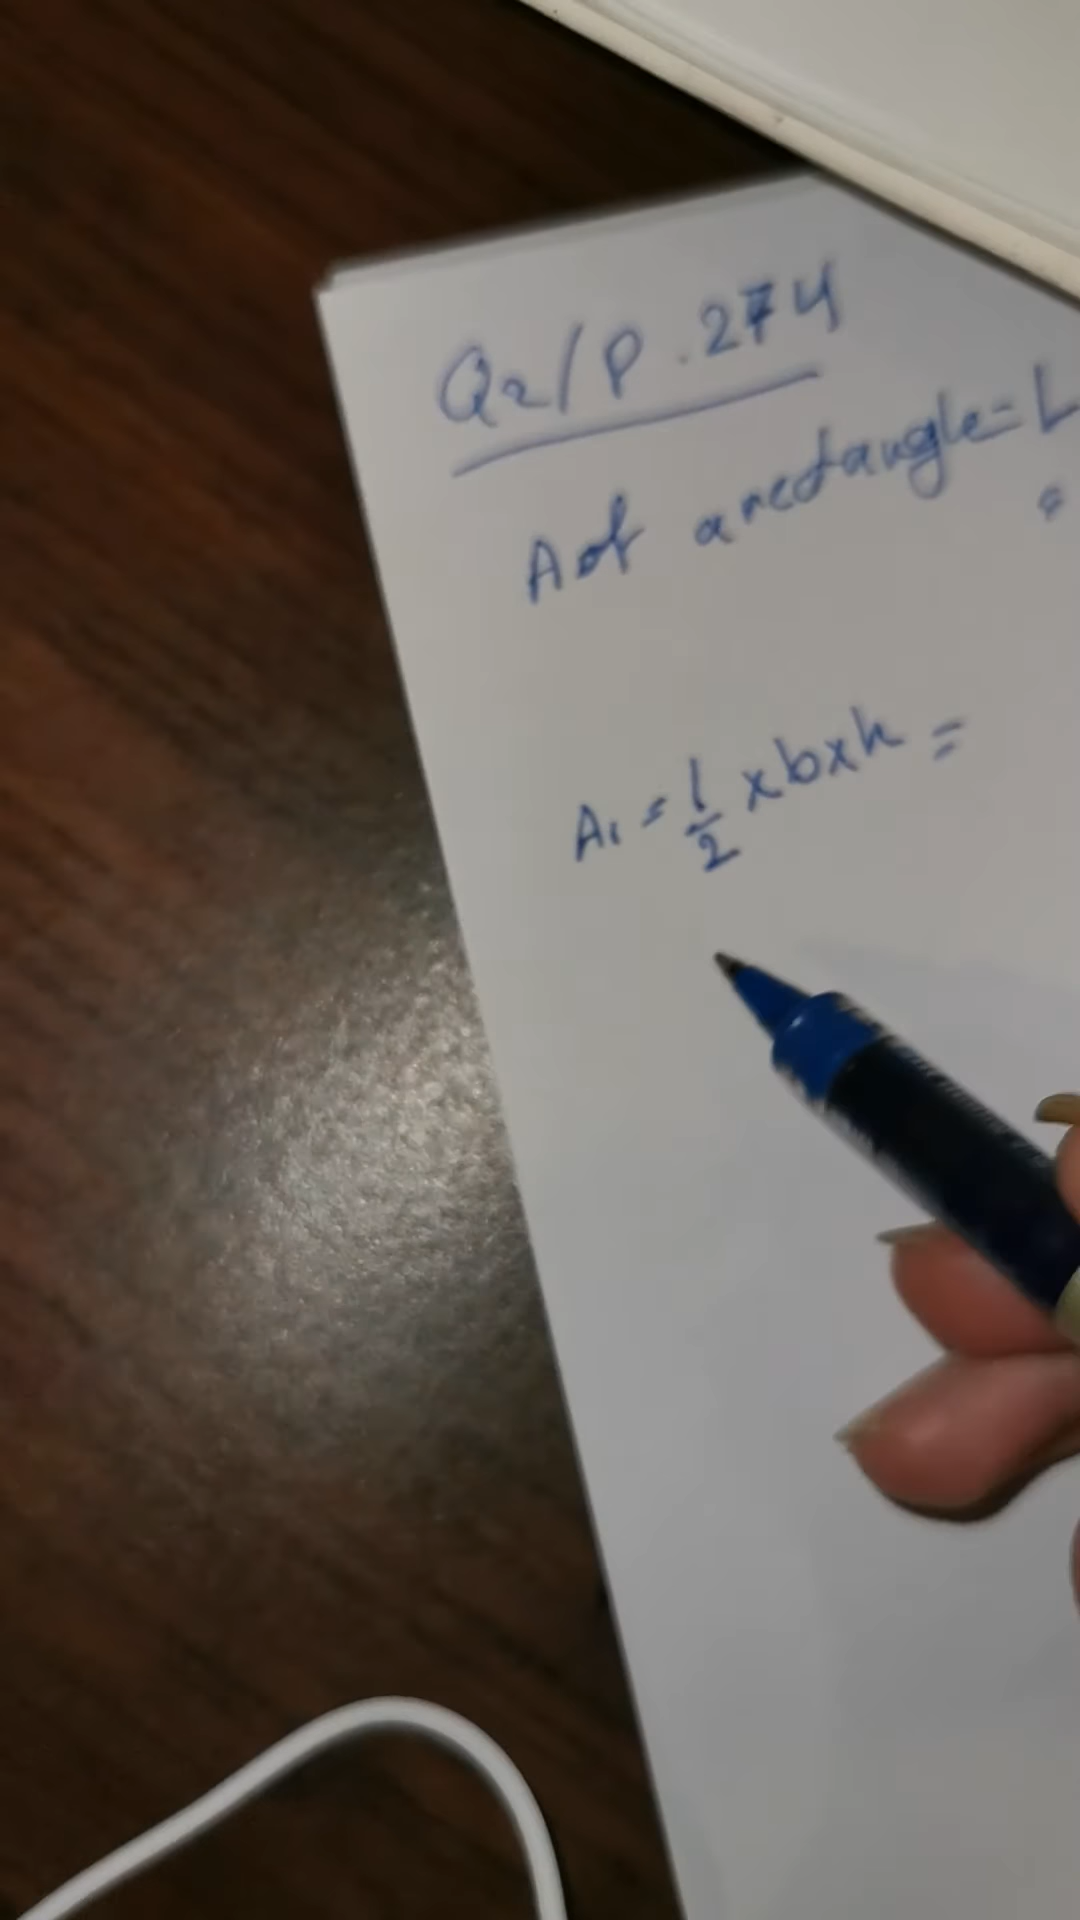 Q2/P.274
A of a rectangle = L
=
A1 = 1/2 x b x h =